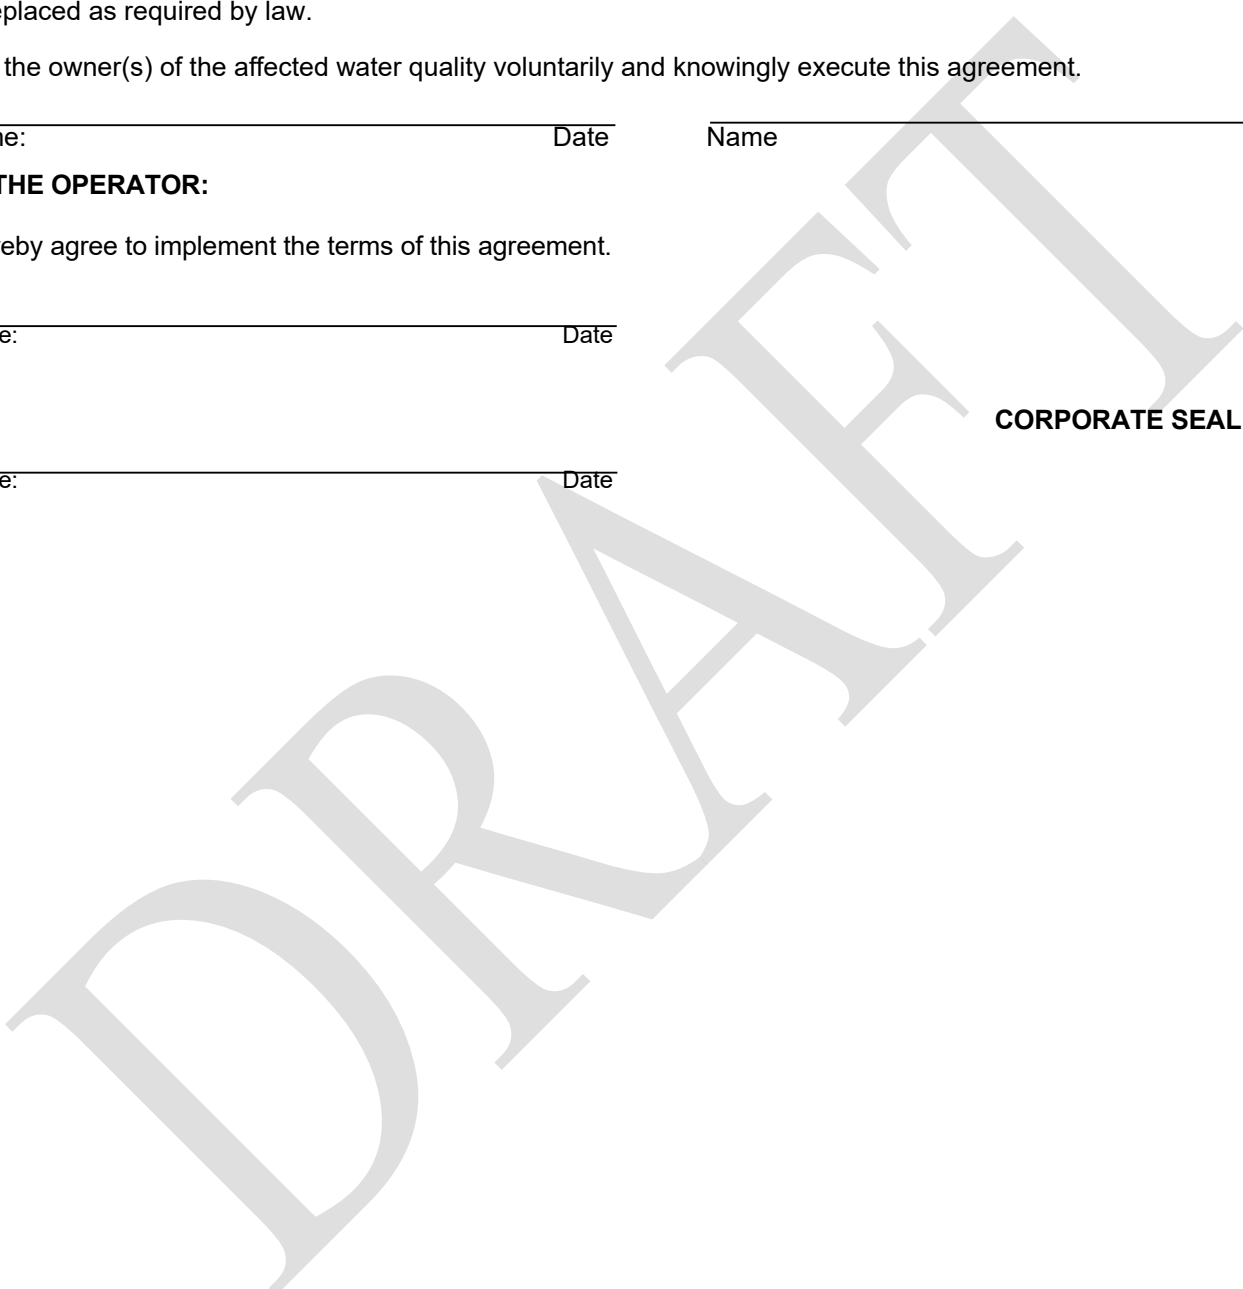 eplaced as required by law.
the owner(s) of the affected water quality voluntarily and knowingly execute this agreement.
ne: Date Name
THE OPERATOR:
reby agree to implement the terms of this agreement.
e: Date
CORPORATE SEAL
e: Date
DRAFT